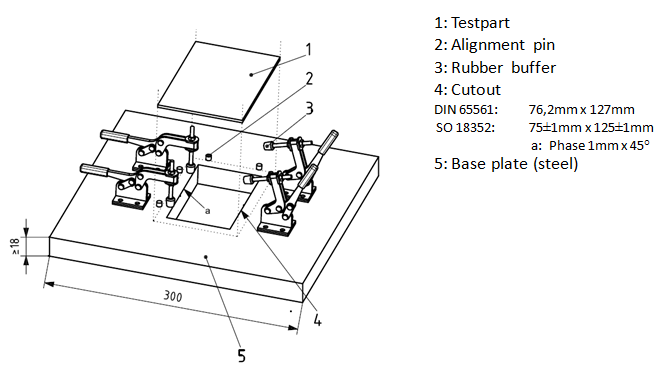 1: Testpart
2: Alignment pin
3: Rubber buffer
4: Cutout
DIN 65561: 76,2mm x 127mm
SO 18352: 75±1mm x 125±1mm
a: Phase 1mm x 45°
5: Base plate (steel)
1
2
3
a
≥18
300
4
5